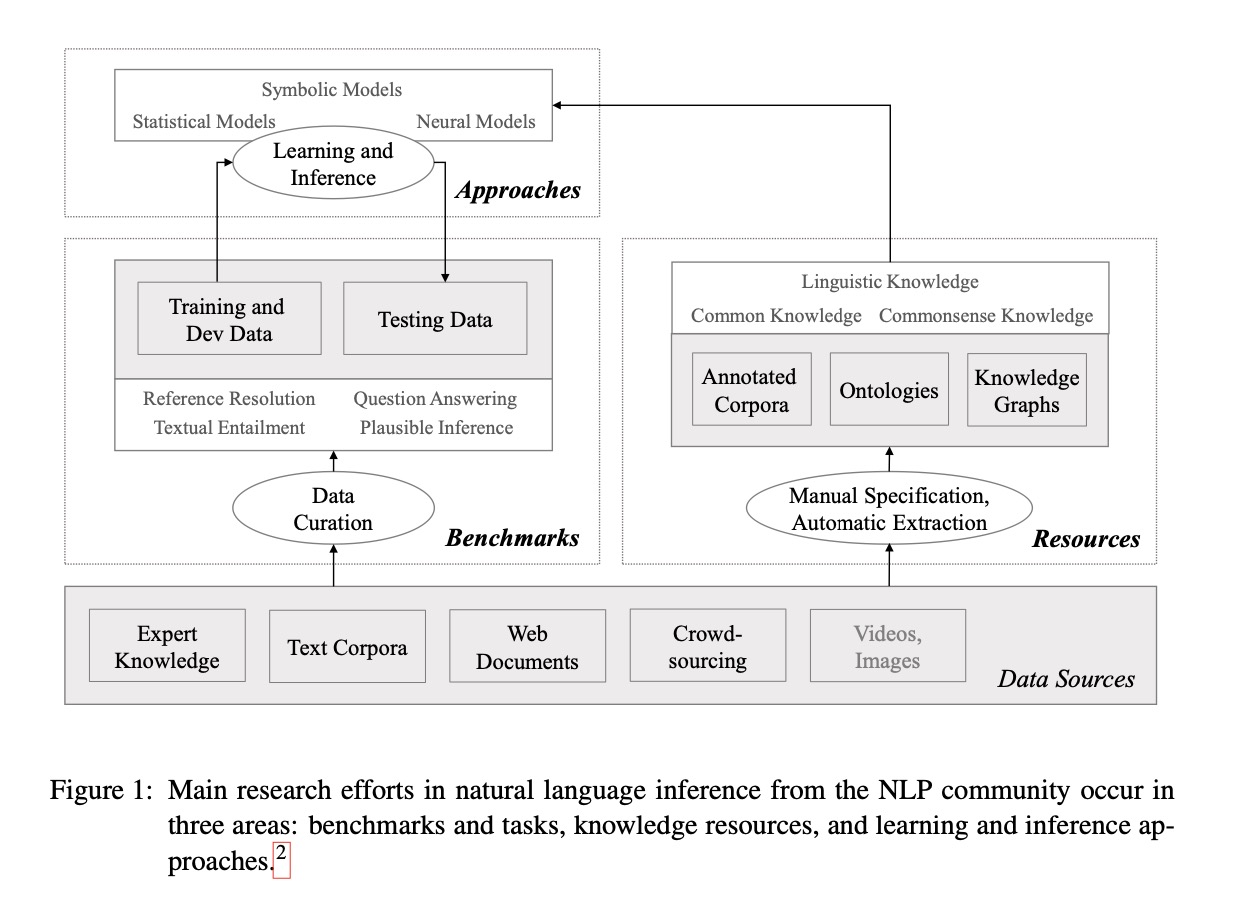 Symbolic Models
Statistical Models
Neural Models
Learning and
Inference
Approaches
Training and
Dev Data
Testing Data
Reference Resolution
Question Answering
Textual Entailment
Plausible Inference
Data
Curation
Benchmarks
Linguistic Knowledge
Common Knowledge
Commonsense Knowledge
Annotated
Corpora
Ontologies
Knowledge
Graphs
Manual Specification,
Automatic Extraction
Resources
Expert
Knowledge
Text Corpora
Web
Documents
Crowd-
sourcing
Videos,
Images
Data Sources
Figure 1: Main research efforts in natural language inference from the NLP community occur in
three areas: benchmarks and tasks, knowledge resources, and learning and inference ap-
proaches.2